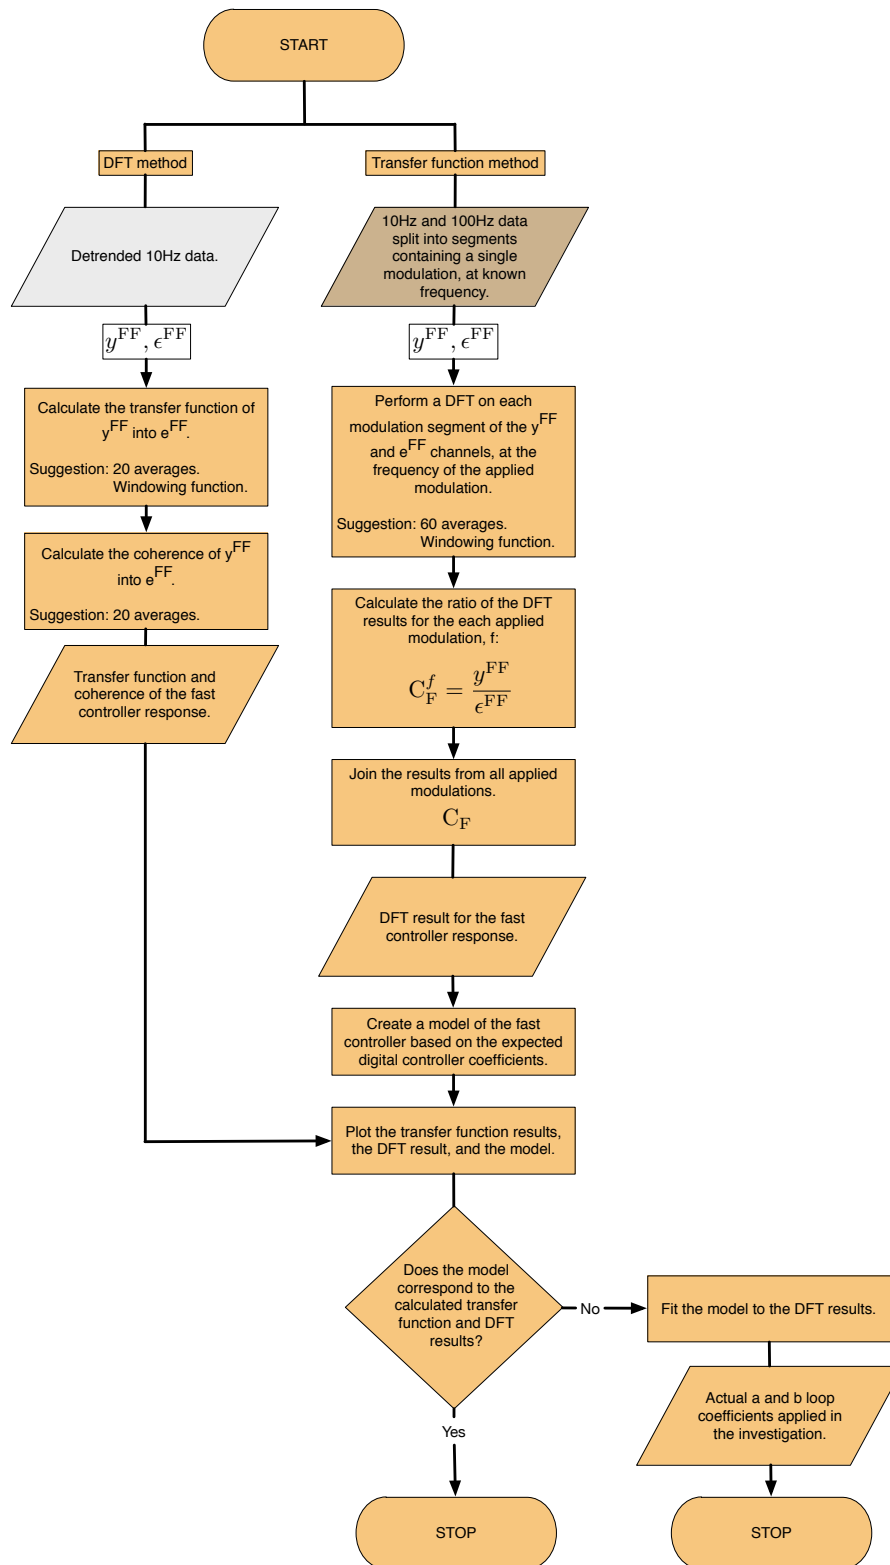 START
DFT method
Transfer function method
Detrended 10Hz data.
10Hz and 100Hz data
split into segments
containing a single
modulation, at known
frequency.
y^FF, ϵ^FF
y^FF, ϵ^FF
Calculate the transfer function of
y^FF into e^FF.
Suggestion: 20 averages.
Windowing function.
Calculate the coherence of y^FF
into e^FF.
Suggestion: 20 averages.
Transfer function and
coherence of the fast
controller response.
Perform a DFT on each
modulation segment of the y^FF
and e^FF channels, at the
frequency of the applied
modulation.
Suggestion: 60 averages.
Windowing function.
Calculate the ratio of the DFT
results for the each applied
modulation, f:
C_F^f = y^FF / ϵ^FF
Join the results from all applied
modulations.
C_F
DFT result for the fast
controller response.
Create a model of the fast
controller based on the expected
digital controller coefficients.
Plot the transfer function results,
the DFT result, and the model.
Does the model
correspond to the
calculated transfer
function and DFT
results?
No
Fit the model to the DFT results.
Actual a and b loop
coefficients applied in
the investigation.
Yes
STOP
STOP